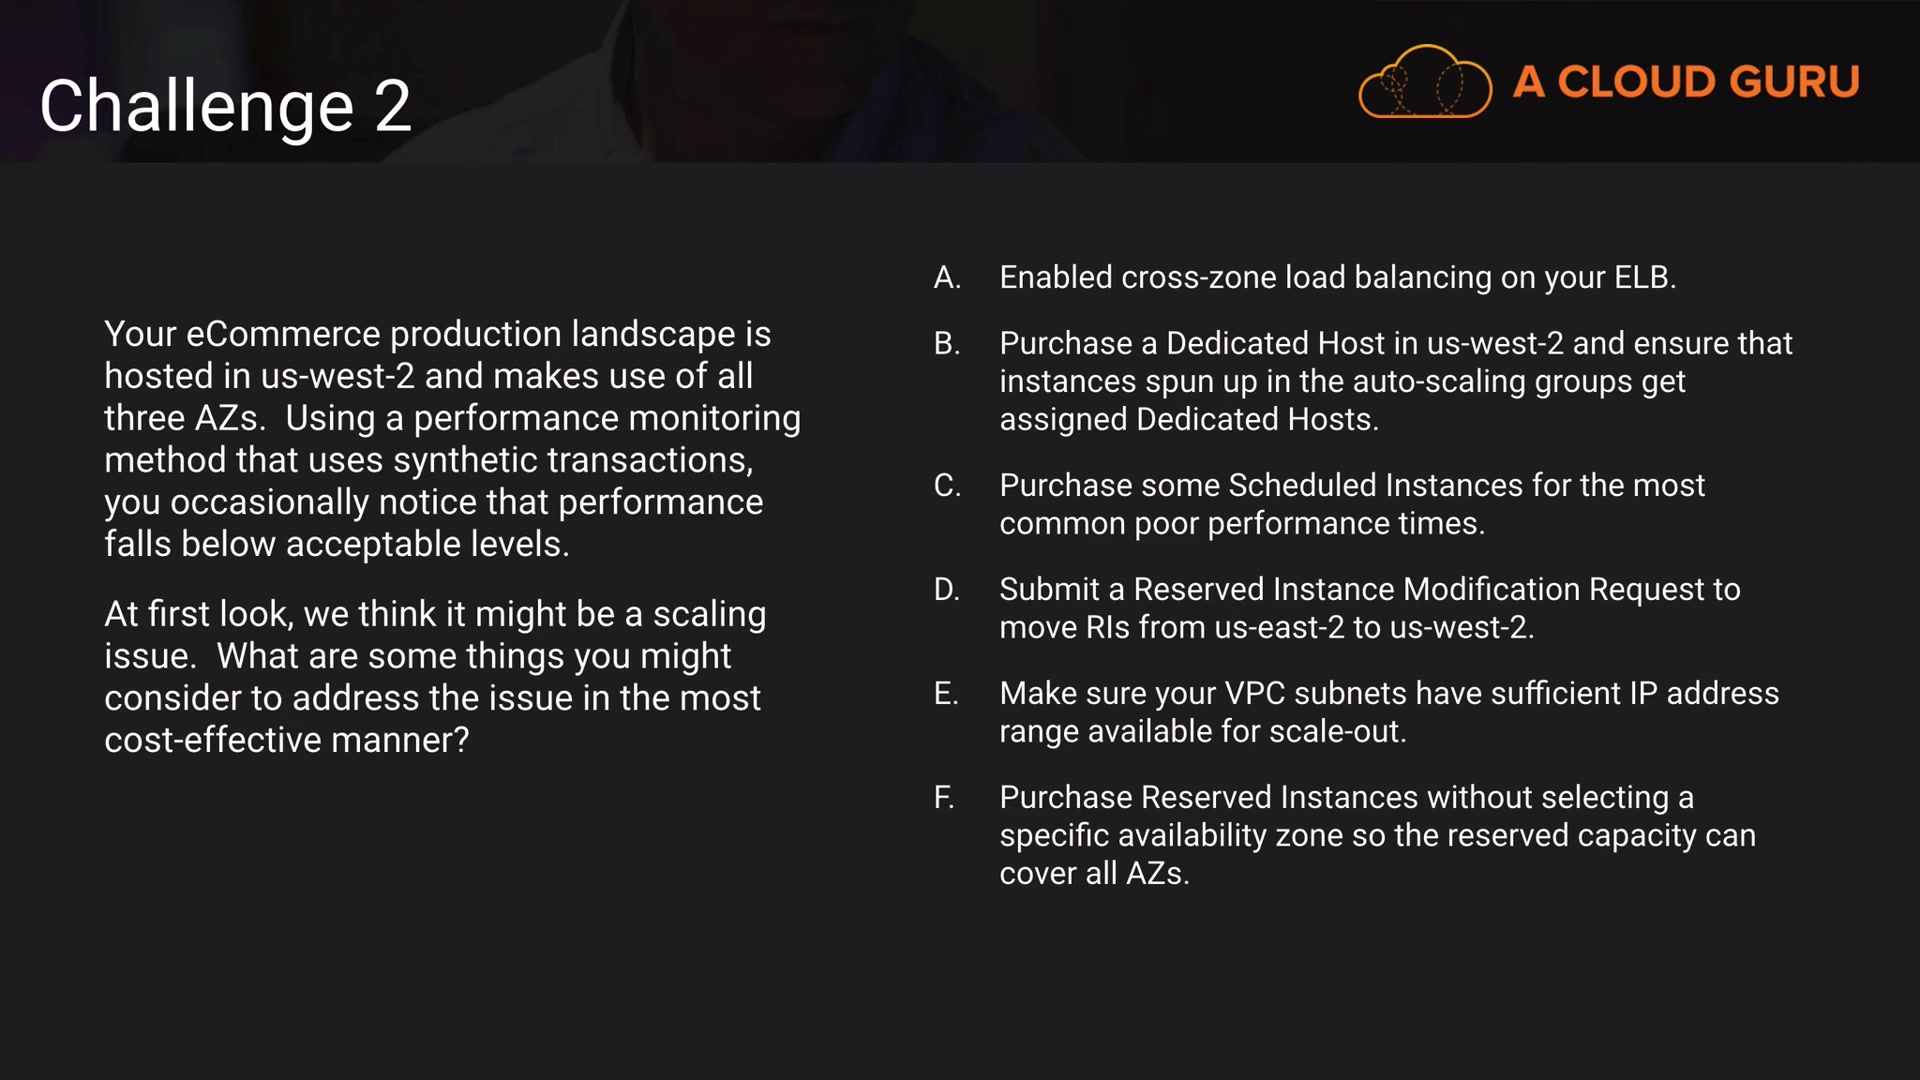 Challenge 2
A CLOUD GURU
Your eCommerce production landscape is
hosted in us-west-2 and makes use of all
three AZs.  Using a performance monitoring
method that uses synthetic transactions,
you occasionally notice that performance
falls below acceptable levels.
At first look, we think it might be a scaling
issue.  What are some things you might
consider to address the issue in the most
cost-effective manner?
A. Enabled cross-zone load balancing on your ELB.
B. Purchase a Dedicated Host in us-west-2 and ensure that
instances spun up in the auto-scaling groups get
assigned Dedicated Hosts.
C. Purchase some Scheduled Instances for the most
common poor performance times.
D. Submit a Reserved Instance Modification Request to
move RIs from us-east-2 to us-west-2.
E. Make sure your VPC subnets have sufficient IP address
range available for scale-out.
F. Purchase Reserved Instances without selecting a
specific availability zone so the reserved capacity can
cover all AZs.